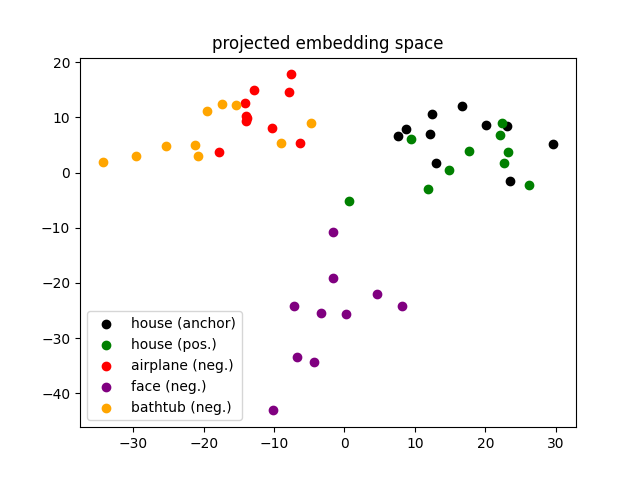 projected embedding space
20
10
0
−10
−20
−30
−40
house (anchor)
house (pos.)
airplane (neg.)
face (neg.)
bathtub (neg.)
−30 −20 −10 0 10 20 30